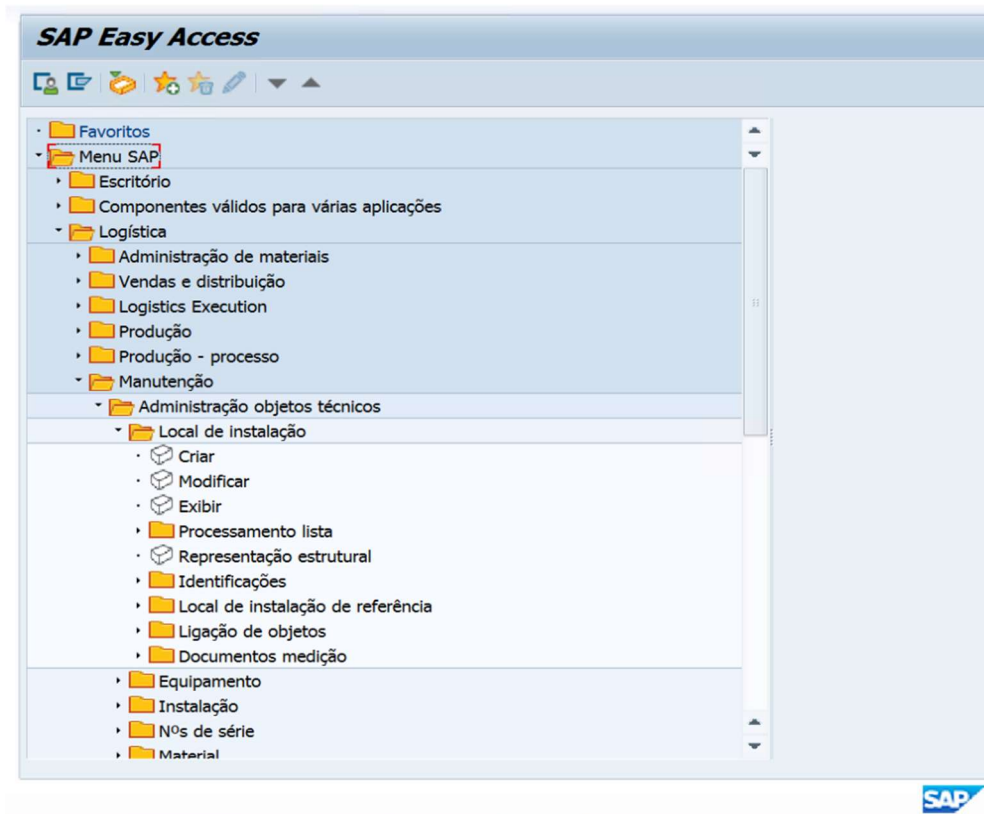 SAP Easy Access
Favoritos
Menu SAP
Escritório
Componentes válidos para várias aplicações
Logística
Administração de materiais
Vendas e distribuição
Logistics Execution
Produção
Produção - processo
Manutenção
Administração objetos técnicos
Local de instalação
Criar
Modificar
Exibir
Processamento lista
Representação estrutural
Identificações
Local de instalação de referência
Ligação de objetos
Documentos medição
Equipamento
Instalação
Nºs de série
Material
SAP